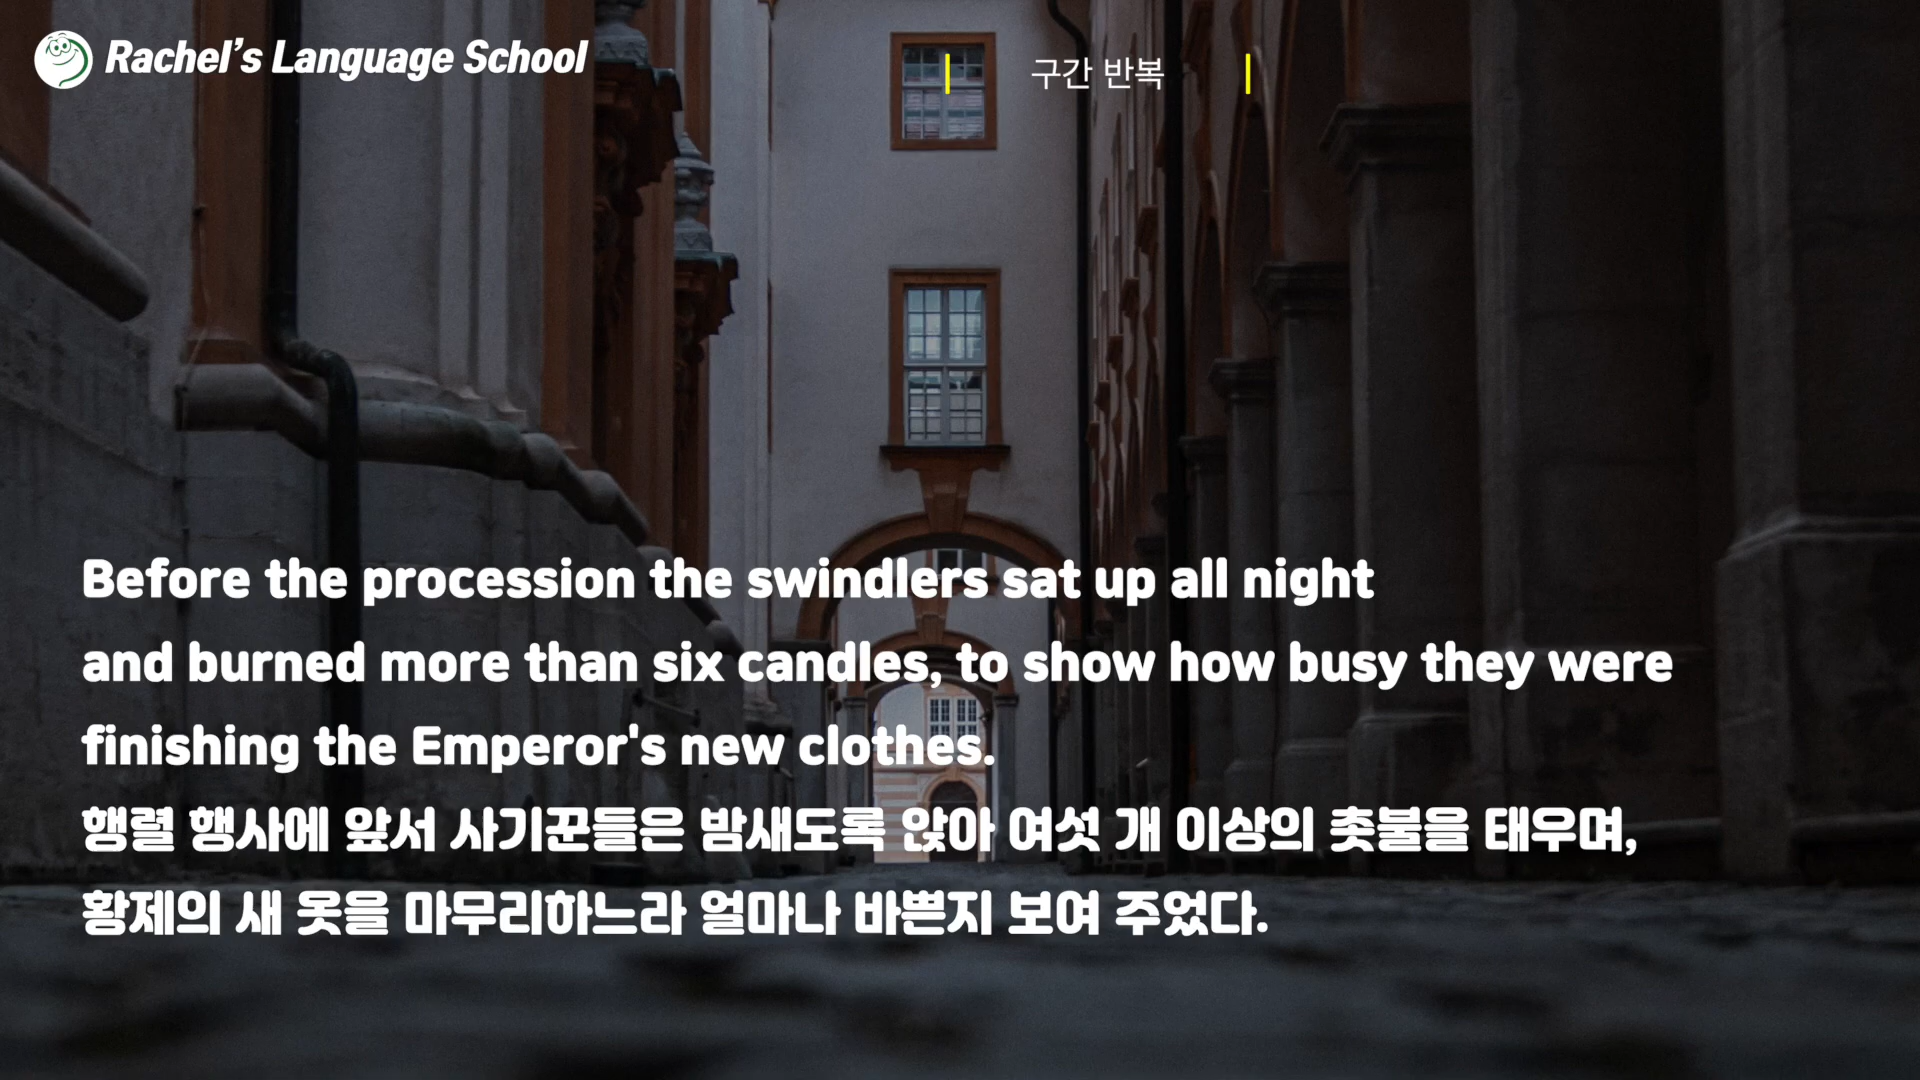 Rachel's Language School
구간 반복
Before the procession the swindlers sat up all night
and burned more than six candles, to show how busy they were
finishing the Emperor's new clothes.
행렬 행사에 앞서 사기꾼들은 밤새도록 앉아 여섯 개 이상의 촛불을 태우며,
황제의 새 옷을 마무리하느라 얼마나 바쁜지 보여 주었다.